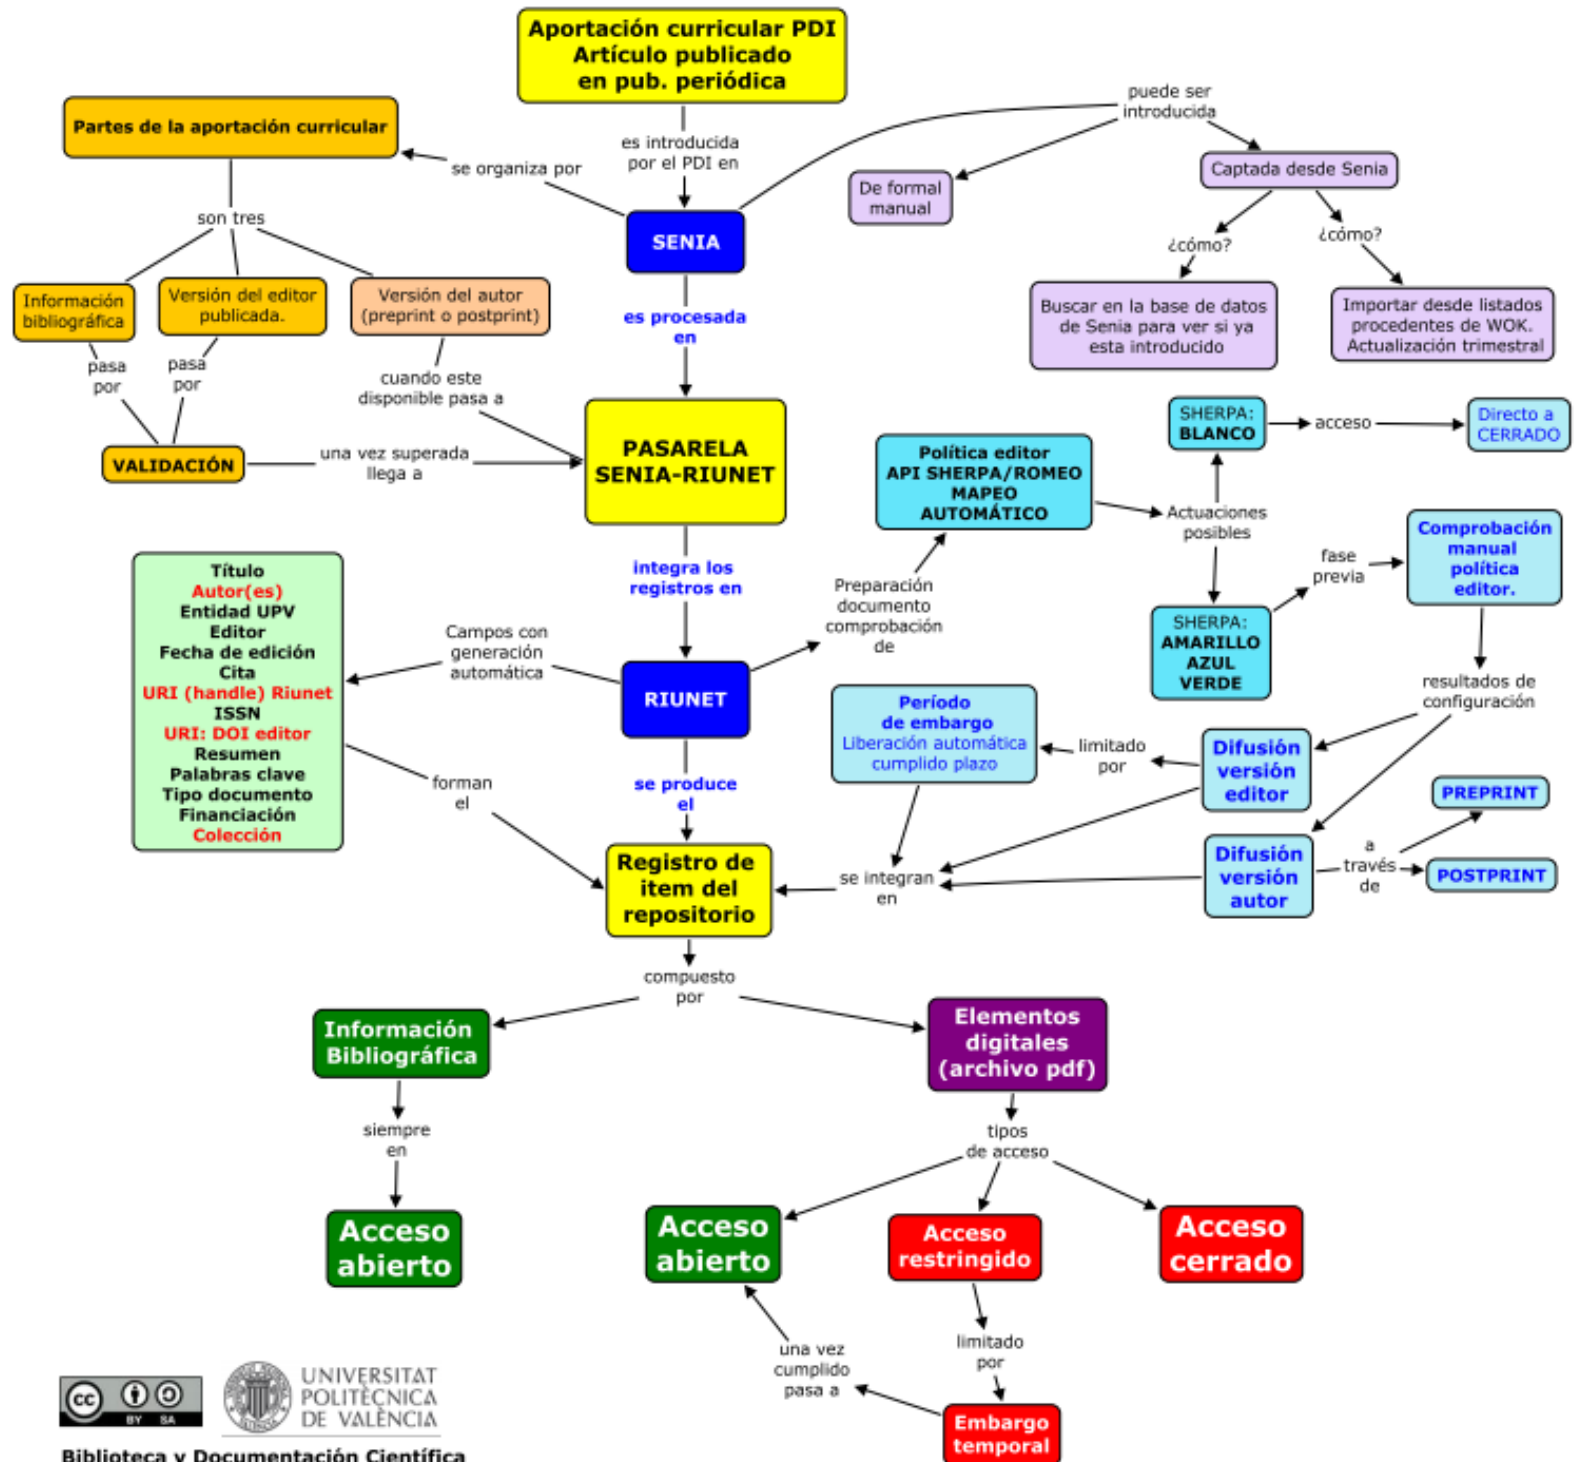 Aportación curricular PDI
Artículo publicado
en pub. periódica
es introducida
por el PDI en
SENIA
se organiza por
Partes de la aportación curricular
son tres
Información
bibliográfica
Versión del editor
publicada.
Versión del autor
(preprint o postprint)
pasa
por
pasa
por
VALIDACIÓN
una vez superada
llega a
cuando este
disponible pasa a
puede ser
introducida
De formal
manual
Captada desde Senia
¿cómo?
¿cómo?
Buscar en la base de datos
de Senia para ver si ya
esta introducido
Importar desde listados
procedentes de WOK.
Actualización trimestral
es procesada
en
PASARELA
SENIA-RIUNET
integra los
registros en
RIUNET
Campos con
generación
automática
Título
Autor(es)
Entidad UPV
Editor
Fecha de edición
Cita
URI (handle) Riunet
ISSN
URI: DOI editor
Resumen
Palabras clave
Tipo documento
Financiación
Colección
forman
el
Preparación
documento
comprobación
de
Política editor
API SHERPA/ROMEO
MAPEO
AUTOMÁTICO
Actuaciones
posibles
SHERPA:
BLANCO
acceso
Directo a
CERRADO
SHERPA:
AMARILLO
AZUL
VERDE
fase
previa
Comprobación
manual
política
editor.
resultados de
configuración
Difusión
versión
editor
limitado
por
Período
de embargo
Liberación automática
cumplido plazo
Difusión
versión
autor
a
través
de
PREPRINT
POSTPRINT
se integran
en
se produce
el
Registro de
item del
repositorio
compuesto
por
Información
Bibliográfica
siempre
en
Acceso
abierto
Elementos
digitales
(archivo pdf)
tipos
de acceso
Acceso
abierto
Acceso
restringido
Acceso
cerrado
limitado
por
Embargo
temporal
una vez
cumplido
pasa a
cc
BY SA
UNIVERSITAT
POLITÈCNICA
DE VALÈNCIA
Biblioteca y Documentación Científica